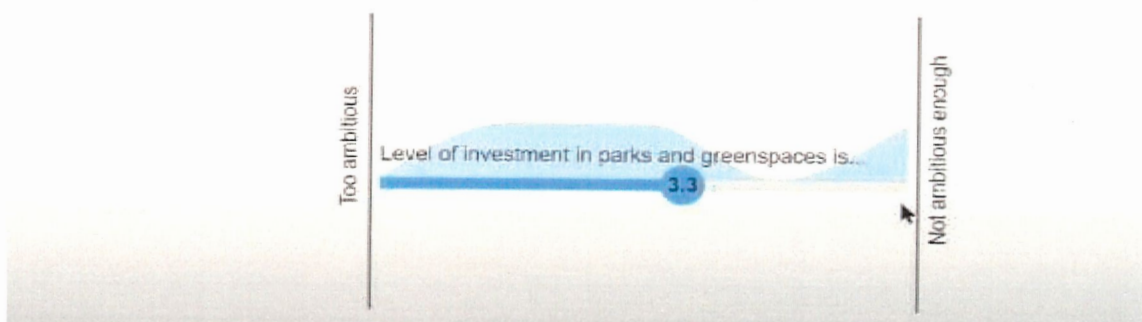 Too ambitious
Level of investment in parks and greenspaces is...
3.3
Not ambitious enough